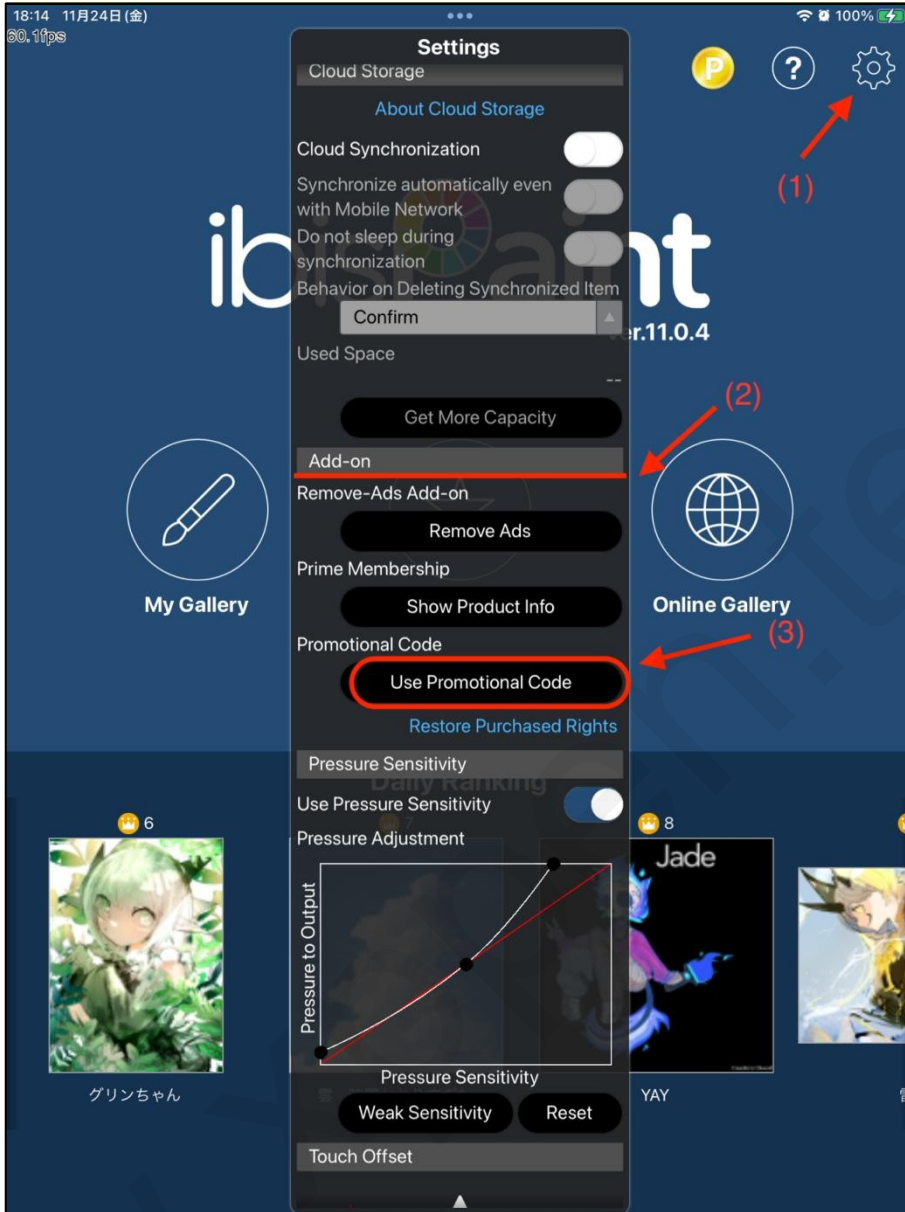 18:14 11月24日(金)
100%
60.1fps
Settings
Cloud Storage
P
?
About Cloud Storage
Cloud Synchronization
(1)
Synchronize automatically even
with Mobile Network
Do not sleep during
synchronization
ibisPaint
Behavior on Deleting Synchronized Item
Confirm
ver.11.0.4
Used Space
--
(2)
Get More Capacity
Add-on
Remove-Ads Add-on
Remove Ads
Prime Membership
My Gallery
Show Product Info
Online Gallery
(3)
Promotional Code
Use Promotional Code
Restore Purchased Rights
Pressure Sensitivity
Daily Ranking
Use Pressure Sensitivity
6
7
8
Pressure Adjustment
Jade
Pressure to Output
Pressure Sensitivity
グリンちゃん
YAY
Weak Sensitivity
Reset
Touch Offset